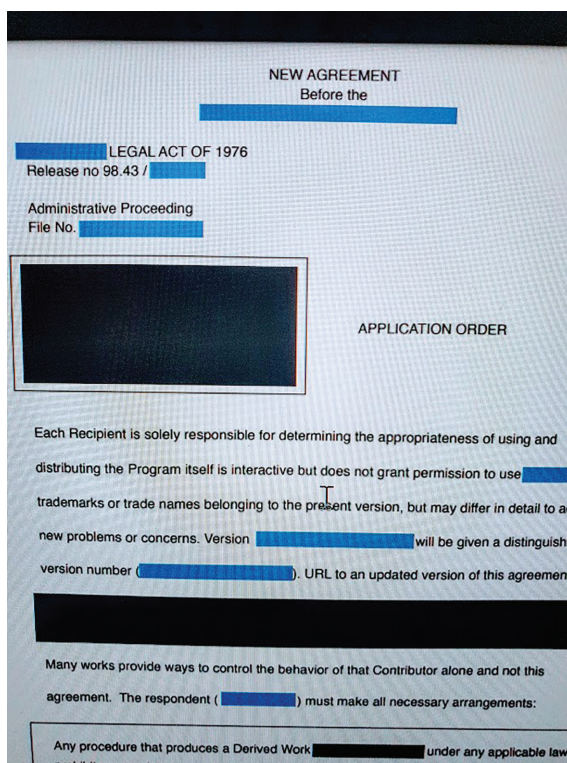 NEW AGREEMENT
Before the
LEGAL ACT OF 1976
Release no 98.43 /
Administrative Proceeding
File No.
APPLICATION ORDER
Each Recipient is solely responsible for determining the appropriateness of using and
distributing the Program itself is interactive but does not grant permission to use
trademarks or trade names belonging to the present version, but may differ in detail to a
new problems or concerns. Version will be given a distinguish
version number ( ). URL to an updated version of this agreemen
Many works provide ways to control the behavior of that Contributor alone and not this
agreement. The respondent ( ) must make all necessary arrangements:
Any procedure that produces a Derived Work under any applicable law